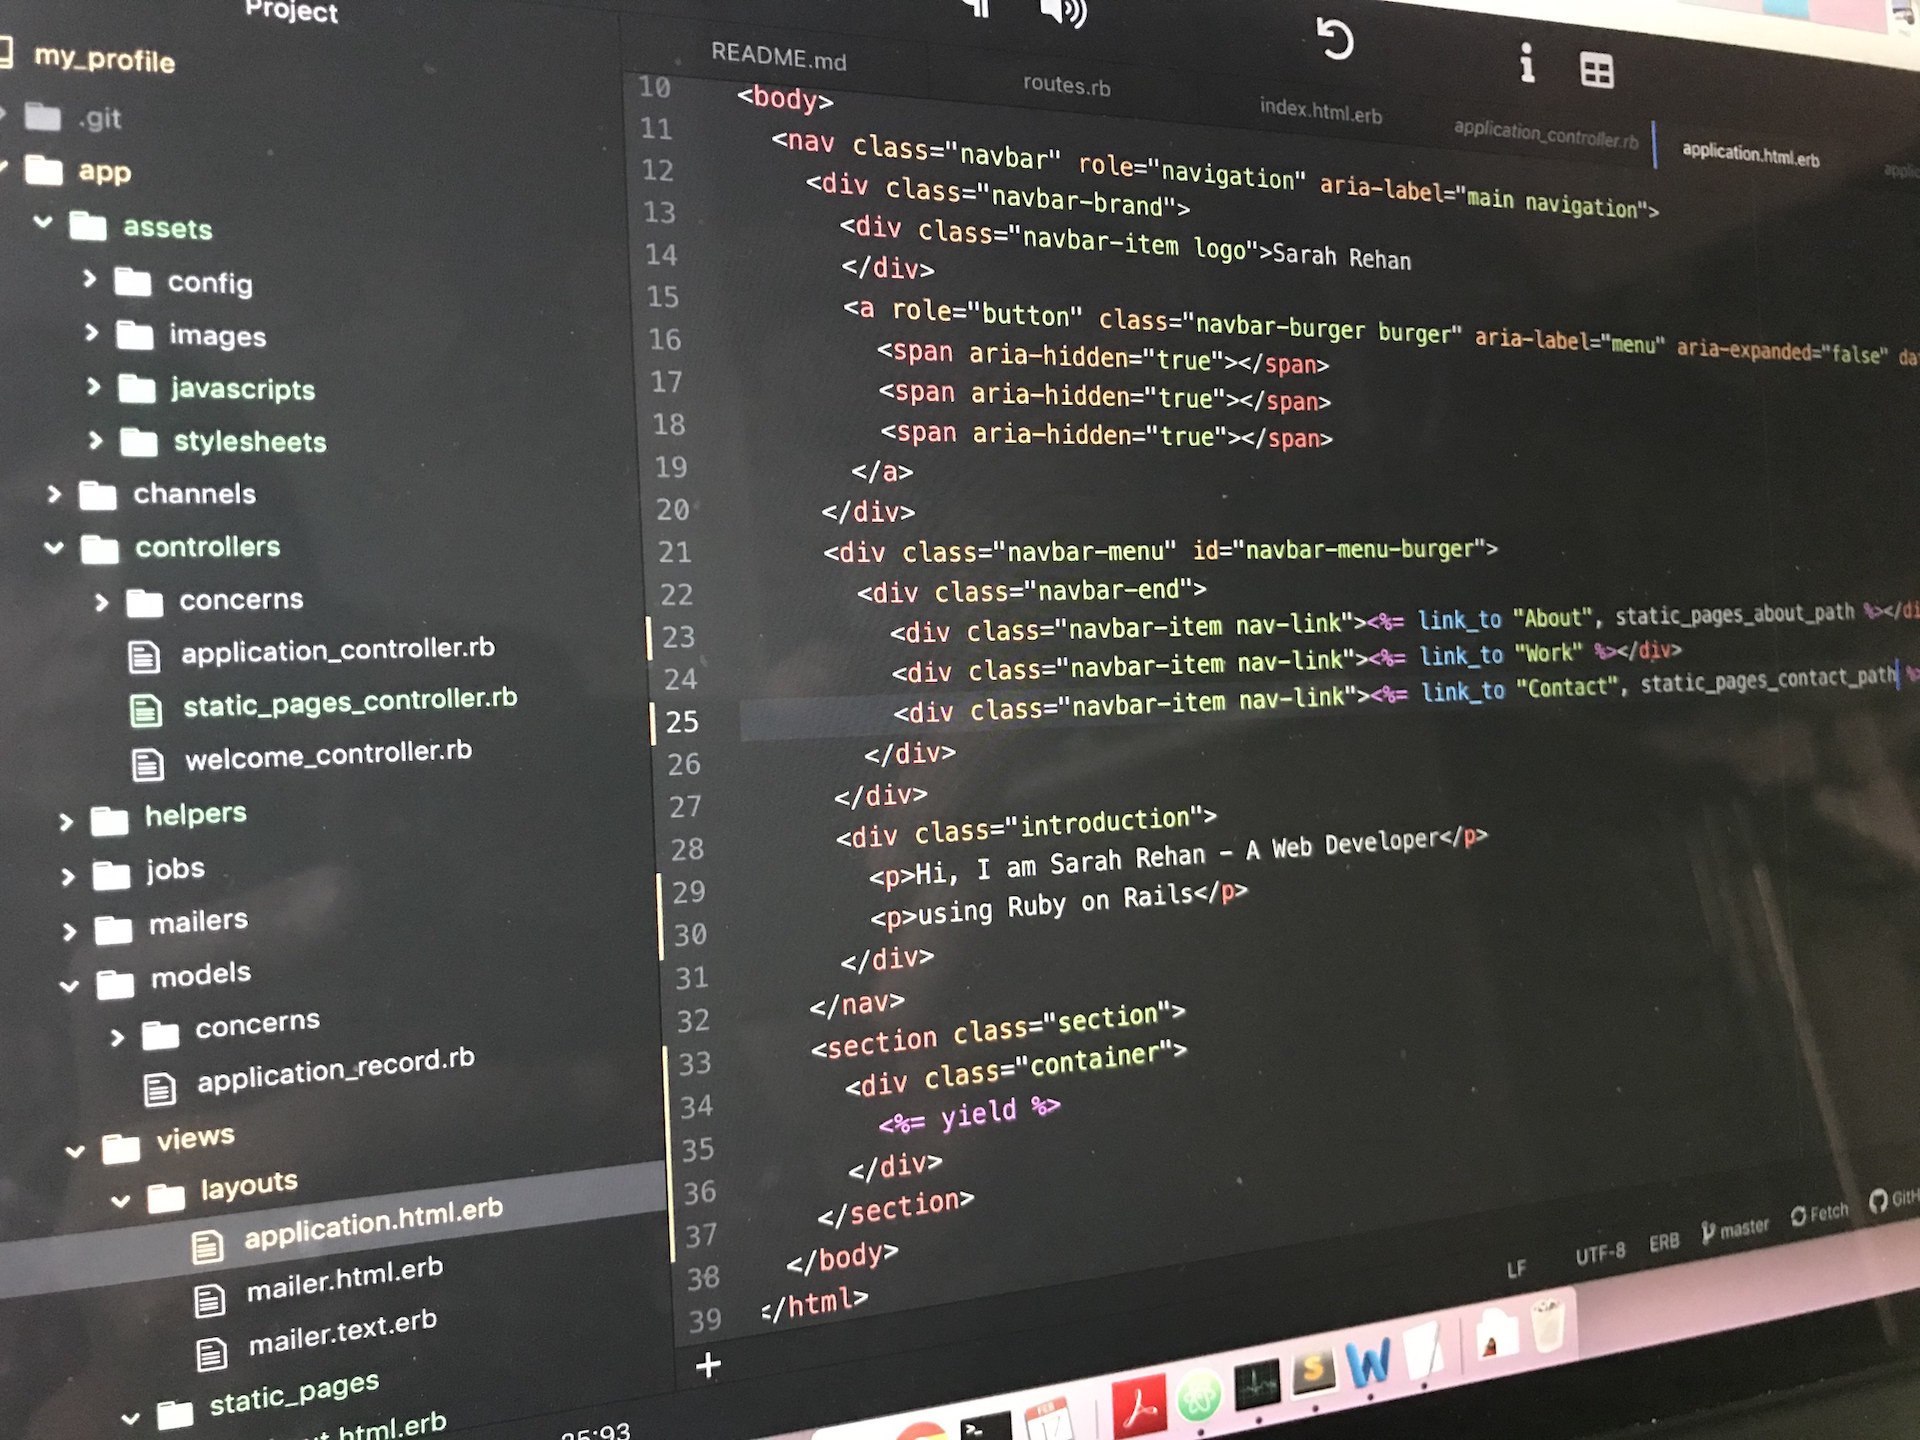 Project
my_profile
.git
app
assets
config
images
javascripts
stylesheets
channels
controllers
concerns
application_controller.rb
static_pages_controller.rb
welcome_controller.rb
helpers
jobs
mailers
models
concerns
application_record.rb
views
layouts
application.html.erb
mailer.html.erb
mailer.text.erb
static_pages
html.erb
README.md
routes.rb
index.html.erb
application_controller.rb
application.html.erb
10 <body>
11 <nav class="navbar" role="navigation" aria-label="main navigation">
12 <div class="navbar-brand">
13 <div class="navbar-item logo">Sarah Rehan
14 </div>
15 <a role="button" class="navbar-burger burger" aria-label="menu" aria-expanded="false"
16 <span aria-hidden="true"></span>
17 <span aria-hidden="true"></span>
18 <span aria-hidden="true"></span>
19 </a>
20 </div>
21 <div class="navbar-menu" id="navbar-menu-burger">
22 <div class="navbar-end">
23 <div class="navbar-item nav-link"><%= link_to "About", static_pages_about_path %></di
24 <div class="navbar-item nav-link"><%= link_to "Work" %></div>
25 <div class="navbar-item nav-link"><%= link_to "Contact", static_pages_contact_path %>
26 </div>
27 </div>
28 <div class="introduction">
29 <p>Hi, I am Sarah Rehan - A Web Developer</p>
30 <p>using Ruby on Rails</p>
31 </div>
32 </nav>
33 <section class="section">
34 <div class="container">
35 <%= yield %>
36 </div>
37 </section>
38 </body>
39 </html>
LF UTF-8 ERB master Fetch GitH
25:93
FEB
17
S
W